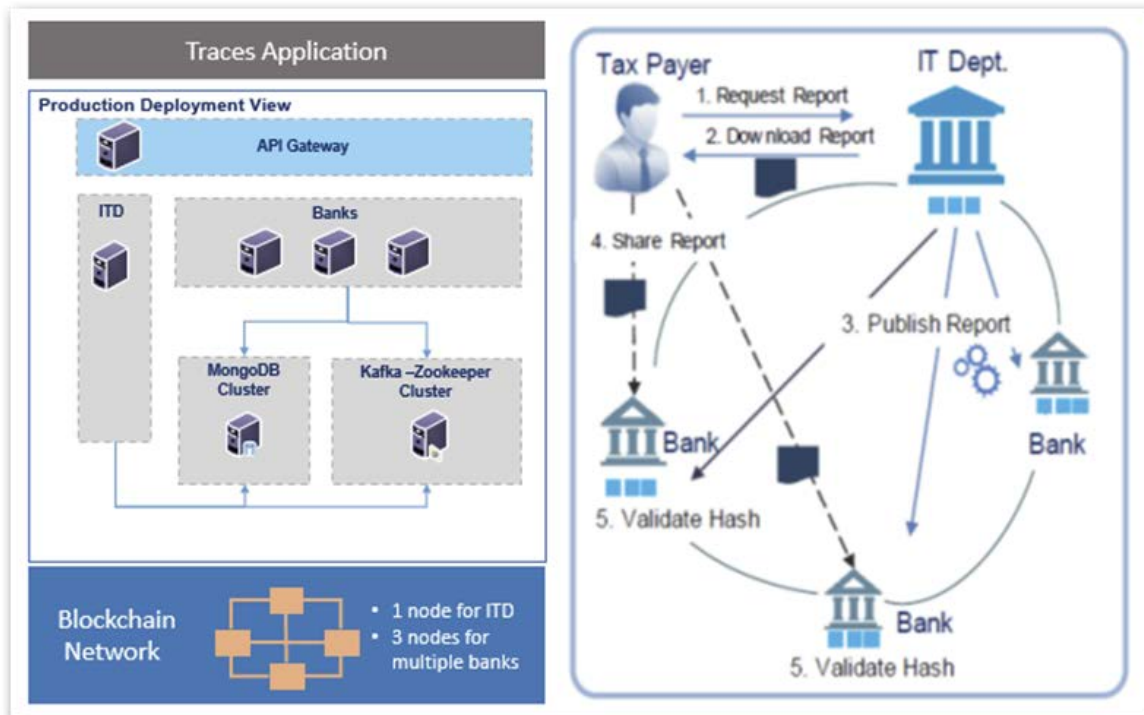 Traces Application
Production Deployment View
API Gateway
ITD
Banks
MongoDB
Cluster
Kafka –Zookeeper
Cluster
Blockchain
Network
• 1 node for ITD
• 3 nodes for
multiple banks
Tax Payer
IT Dept.
1. Request Report
2. Download Report
4. Share Report
3. Publish Report
Bank
Bank
5. Validate Hash
Bank
5. Validate Hash